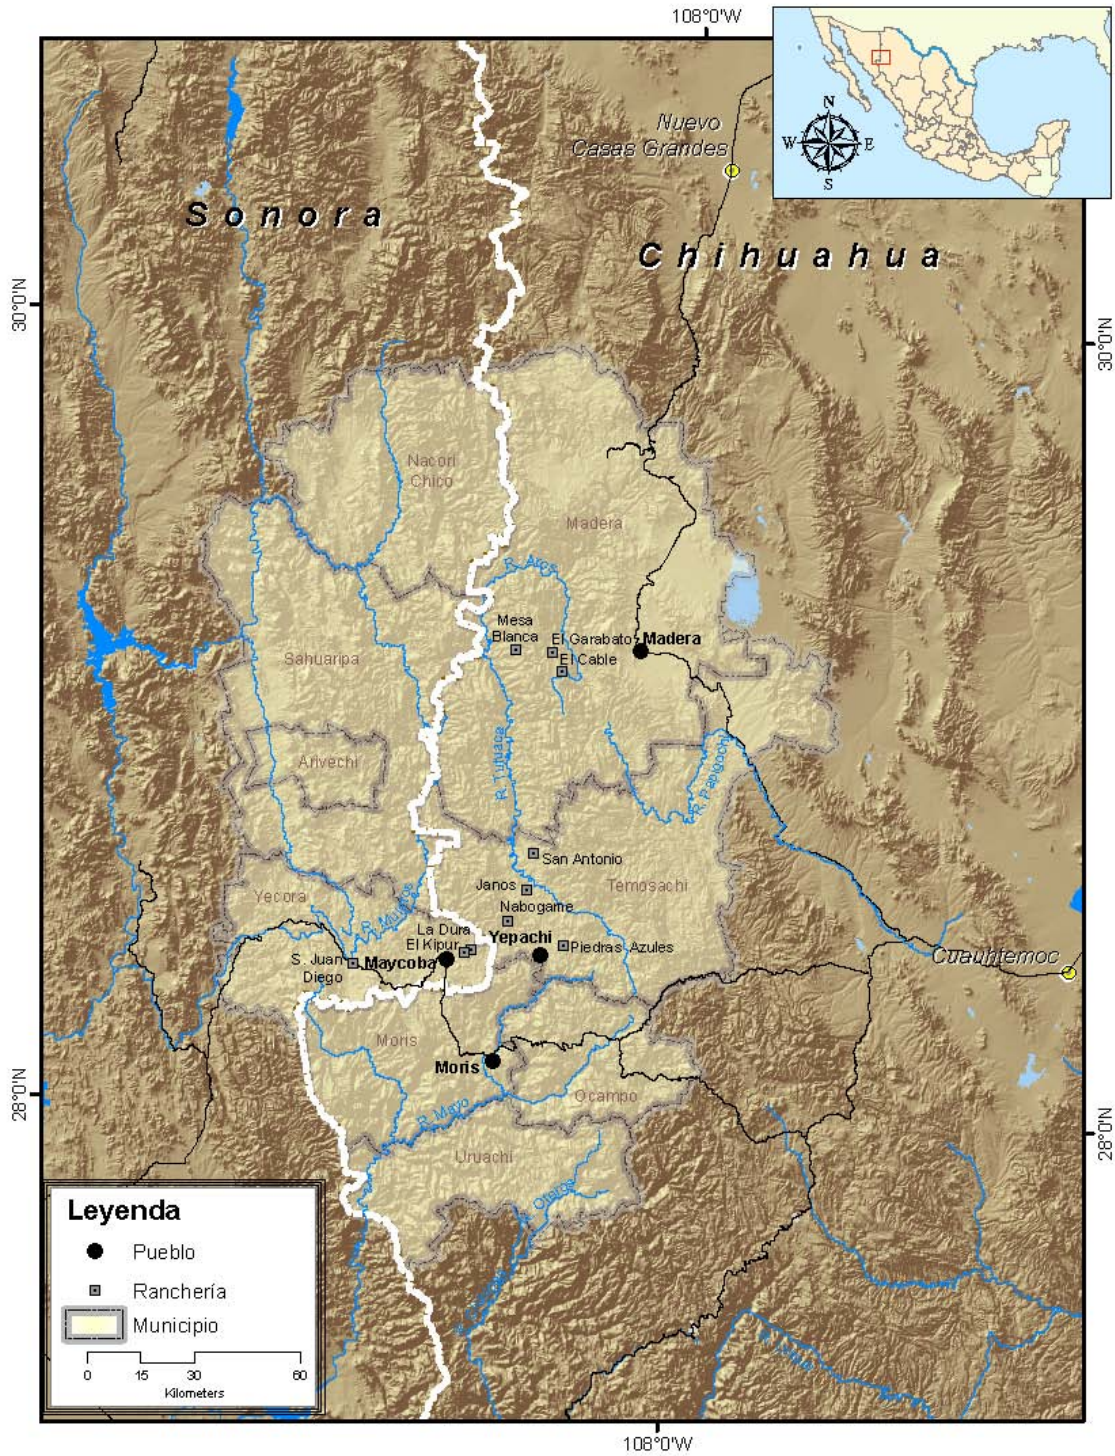 108°0'W
N
W
E
S
Nuevo
Casas Grandes
Sonora
Chihuahua
30°0'N
30°0'N
Nacori
Chico
Madera
R. Aros
Mesa
Blanca
El Garabato
Madera
El Cable
Sahuaripa
Arivechi
R. Tutuaca
R. Papigochi
San Antonio
Janos
Temosachi
Yecora
Nabogame
R. Mulatos
La Dura
Yepachi
El Kipur
Piedras Azules
S. Juan
Diego
Maycoba
Cuauhtemoc
Moris
Moris
Ocampo
28°0'N
28°0'N
R. Mayo
Uruachi
R. Oteros
Leyenda
Pueblo
Ranchería
Municipio
0 15 30 60
Kilometers
108°0'W